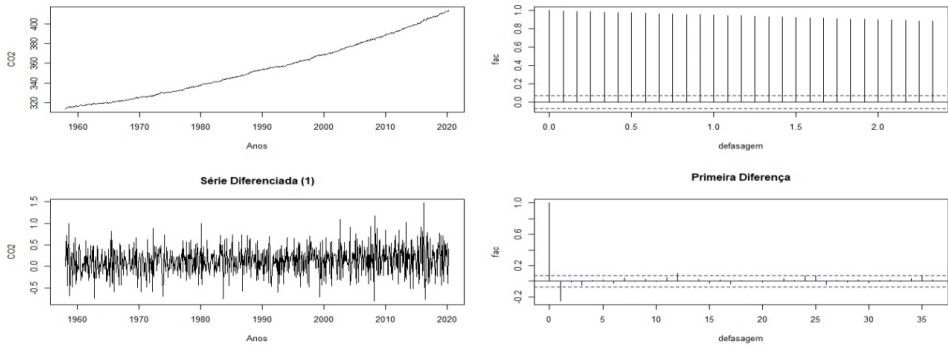 CO2
400
380
360
340
320
1960 1970 1980 1990 2000 2010 2020
Anos
fac
1.0
0.8
0.6
0.4
0.2
0.0
0.0 0.5 1.0 1.5 2.0
defasagem
Série Diferenciada (1)
CO2
1.5
1.0
0.5
0.0
-0.5
1960 1970 1980 1990 2000 2010 2020
Anos
Primeira Diferença
fac
1.0
0.6
0.2
-0.2
0 5 10 15 20 25 30 35
defasagem